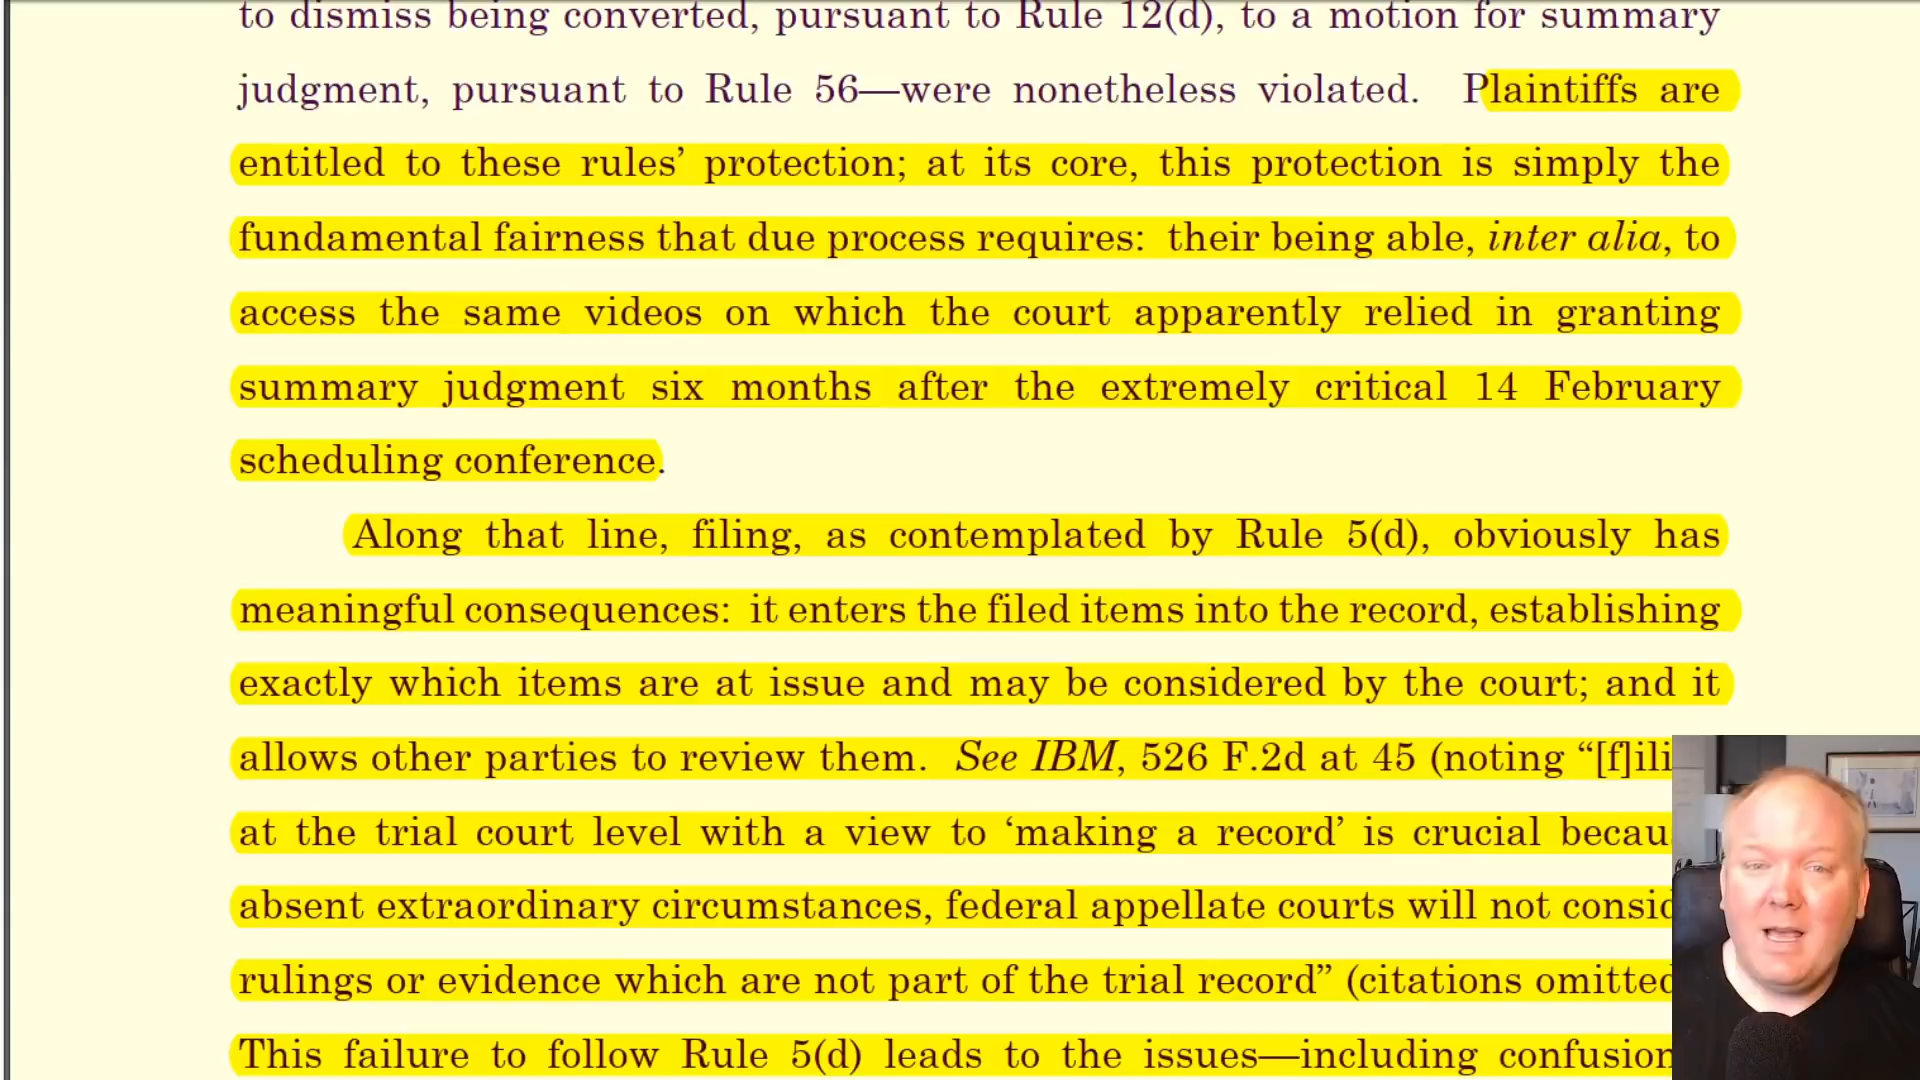 to dismiss being converted, pursuant to Rule 12(d), to a motion for summary
judgment, pursuant to Rule 56—were nonetheless violated. Plaintiffs are
entitled to these rules’ protection; at its core, this protection is simply the
fundamental fairness that due process requires: their being able, inter alia, to
access the same videos on which the court apparently relied in granting
summary judgment six months after the extremely critical 14 February
scheduling conference.
Along that line, filing, as contemplated by Rule 5(d), obviously has
meaningful consequences: it enters the filed items into the record, establishing
exactly which items are at issue and may be considered by the court; and it
allows other parties to review them. See IBM, 526 F.2d at 45 (noting “[f]ili
at the trial court level with a view to ‘making a record’ is crucial becau
absent extraordinary circumstances, federal appellate courts will not consid
rulings or evidence which are not part of the trial record” (citations omitted
This failure to follow Rule 5(d) leads to the issues—including confusion